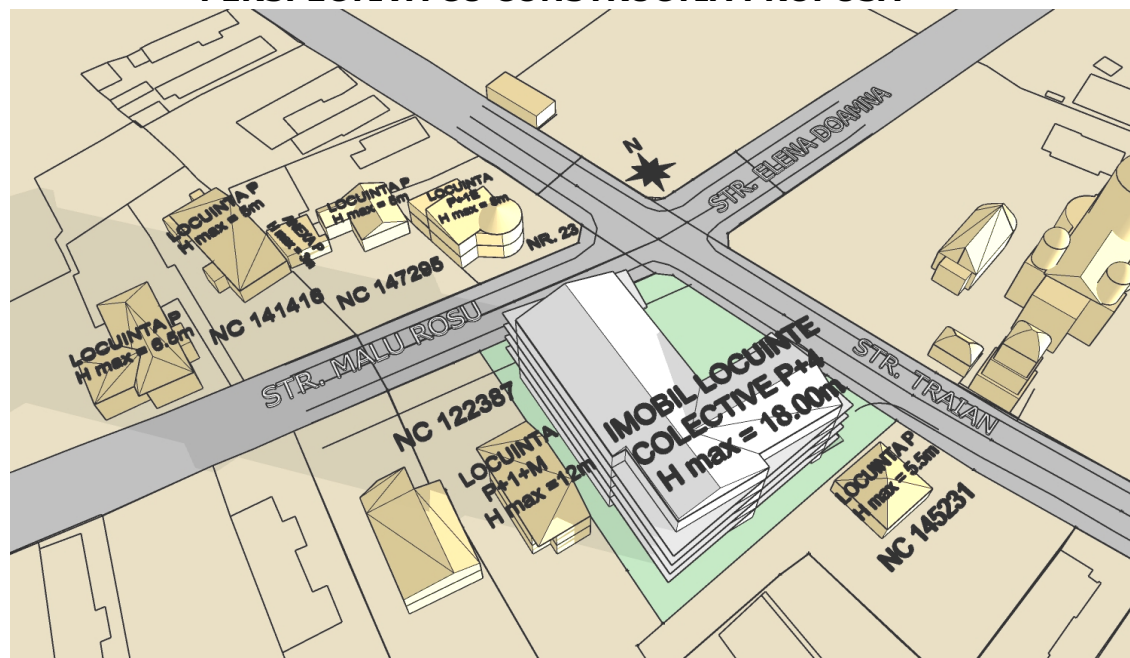 N
STR. ELENA DOAMNA
LOCUINTA P
H max = 5m
LOCUINTA P
H max = 5m
LOCUINTA
P+1E
H max = 8m
NR. 23
NC 141416
NC 147295
LOCUINTA P
H max = 6.5m
STR. MALU ROSU
NC 122387
IMOBIL LOCUINTE
COLECTIVE P+4
H max = 18.00m
STR. TRAIAN
LOCUINTA
P+1+M
H max =12m
LOCUINTA P
H max = 5.5m
NC 145231